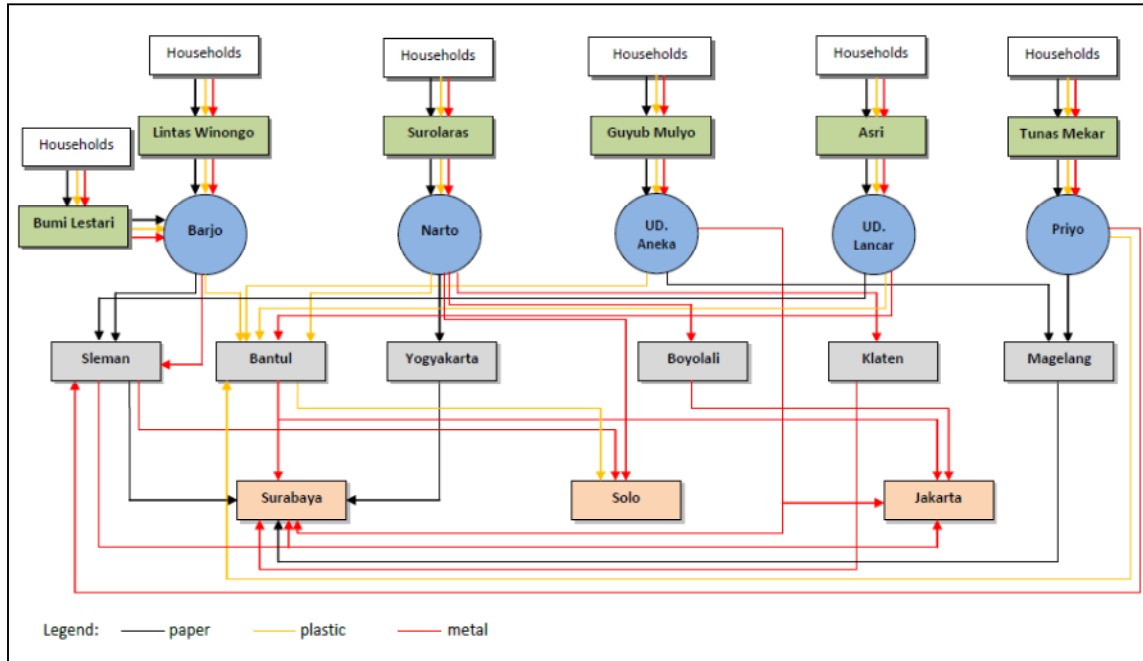 Households
Households
Households
Households
Households
Lintas Winongo
Surolaras
Guyub Mulyo
Asri
Tunas Mekar
Households
Bumi Lestari
Barjo
Narto
UD.
Aneka
UD.
Lancar
Priyo
Sleman
Bantul
Yogyakarta
Boyolali
Klaten
Magelang
Surabaya
Solo
Jakarta
Legend: paper plastic metal